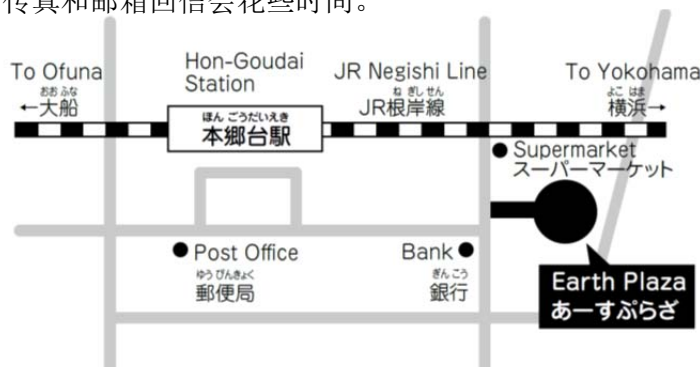 传真和邮箱回信会花些时间。
To Ofuna
おおふな
←大船
Hon-Goudai
Station
ほんごうだいえき
本郷台駅
JR Negishi Line
ねぎしせん
JR根岸線
To Yokohama
よこはま
横浜→
Supermarket
スーパーマーケット
Post Office
ゆうびんきょく
郵便局
Bank
ぎんこう
銀行
Earth Plaza
あーすぷらざ